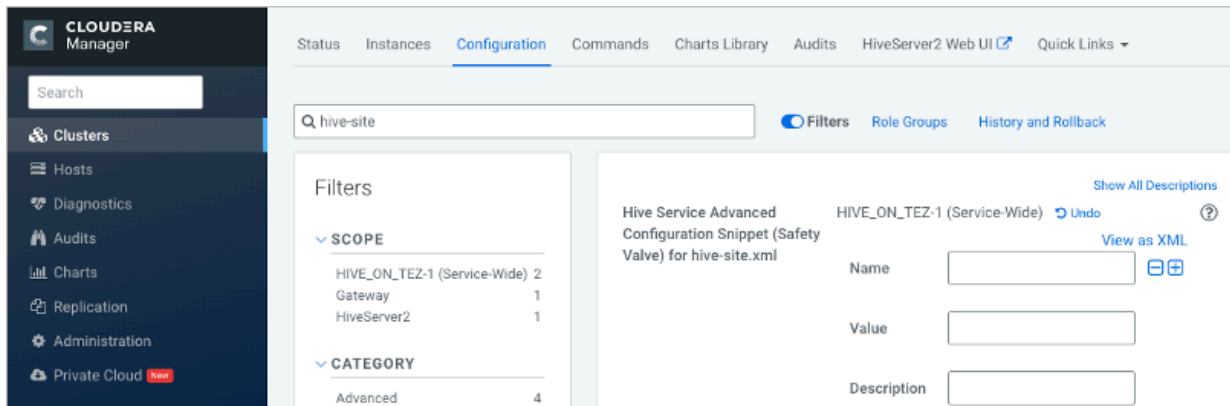 CLOUDERA
Manager
Search
Clusters
Hosts
Diagnostics
Audits
Charts
Replication
Administration
Private Cloud New
Status Instances Configuration Commands Charts Library Audits HiveServer2 Web UI Quick Links
hive-site
Filters Role Groups History and Rollback
Filters
SCOPE
HIVE_ON_TEZ-1 (Service-Wide) 2
Gateway 1
HiveServer2 1
CATEGORY
Advanced 4
Show All Descriptions
Hive Service Advanced
Configuration Snippet (Safety
Valve) for hive-site.xml
HIVE_ON_TEZ-1 (Service-Wide) Undo
View as XML
Name
Value
Description